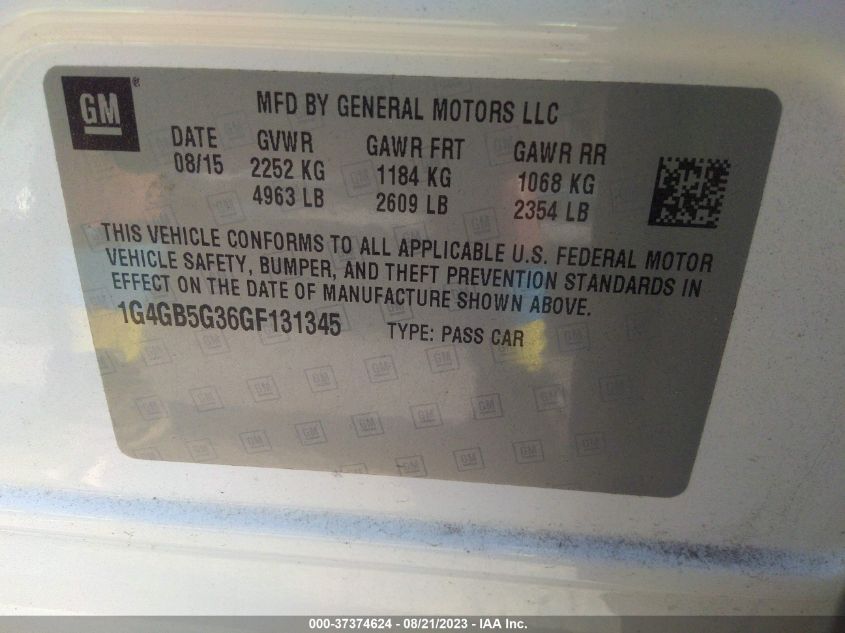 GM ®
MFD BY GENERAL MOTORS LLC
DATE GVWR GAWR FRT GAWR RR
08/15 2252 KG 1184 KG 1068 KG
4963 LB 2609 LB 2354 LB
THIS VEHICLE CONFORMS TO ALL APPLICABLE U.S. FEDERAL MOTOR
VEHICLE SAFETY, BUMPER, AND THEFT PREVENTION STANDARDS IN
EFFECT ON THE DATE OF MANUFACTURE SHOWN ABOVE.
1G4GB5G36GF131345 TYPE: PASS CAR
000-37374624 - 08/21/2023 - IAA Inc.